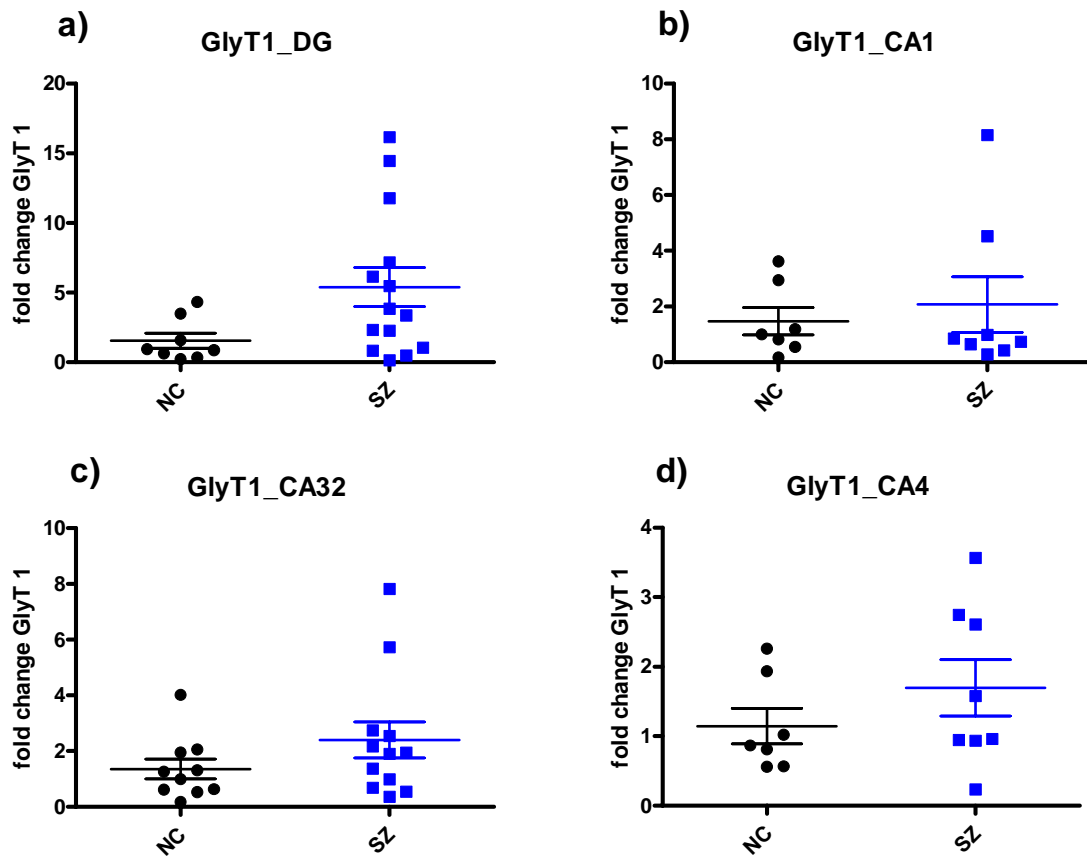 a)
GlyT1_DG
fold change GlyT 1
20
15
10
5
0
NC
SZ
b)
GlyT1_CA1
fold change GlyT 1
10
8
6
4
2
0
NC
SZ
c)
GlyT1_CA32
fold change GlyT 1
10
8
6
4
2
0
NC
SZ
d)
GlyT1_CA4
fold change GlyT 1
4
3
2
1
0
NC
SZ